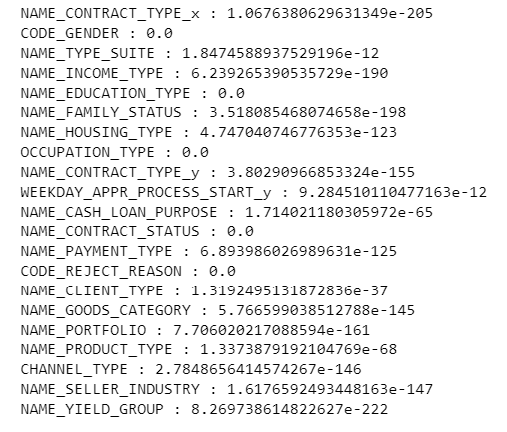 NAME_CONTRACT_TYPE_x : 1.0676380629631349e-205
CODE_GENDER : 0.0
NAME_TYPE_SUITE : 1.8474588937529196e-12
NAME_INCOME_TYPE : 6.239265390535729e-190
NAME_EDUCATION_TYPE : 0.0
NAME_FAMILY_STATUS : 3.518085468074658e-198
NAME_HOUSING_TYPE : 4.747040746776353e-123
OCCUPATION_TYPE : 0.0
NAME_CONTRACT_TYPE_y : 3.80290966853324e-155
WEEKDAY_APPR_PROCESS_START_y : 9.284510110477163e-12
NAME_CASH_LOAN_PURPOSE : 1.714021180305972e-65
NAME_CONTRACT_STATUS : 0.0
NAME_PAYMENT_TYPE : 6.893986026989631e-125
CODE_REJECT_REASON : 0.0
NAME_CLIENT_TYPE : 1.3192495131872836e-37
NAME_GOODS_CATEGORY : 5.766599038512788e-145
NAME_PORTFOLIO : 7.706020217088594e-161
NAME_PRODUCT_TYPE : 1.3373879192104769e-68
CHANNEL_TYPE : 2.7848656414574267e-146
NAME_SELLER_INDUSTRY : 1.6176592493448163e-147
NAME_YIELD_GROUP : 8.269738614822627e-222